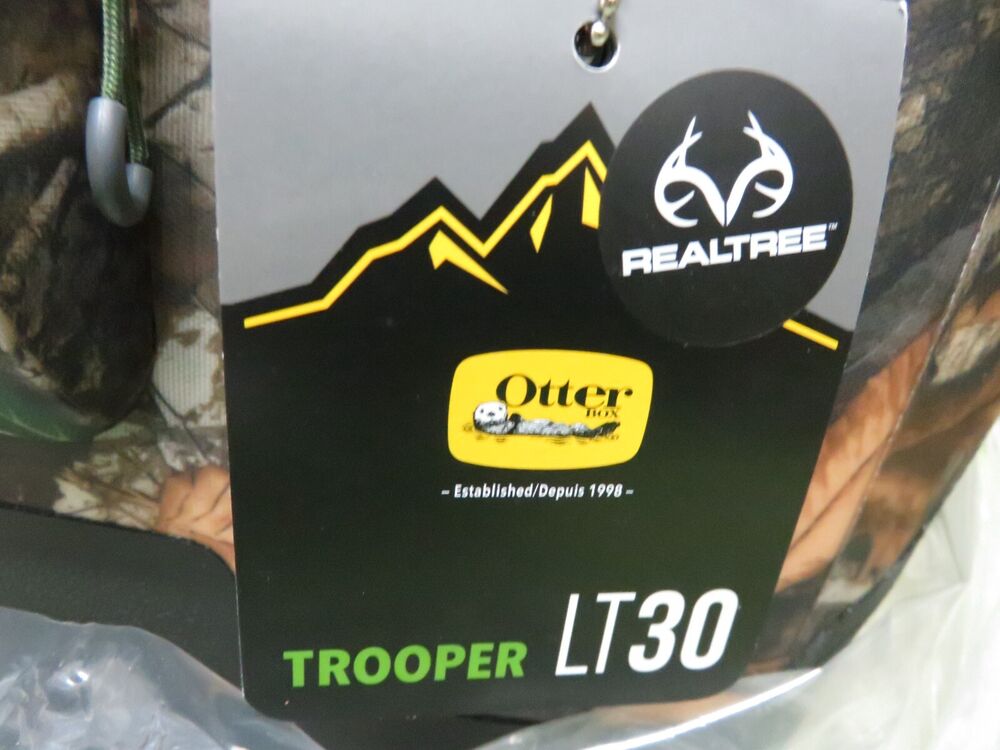 REALTREE™
Otter
BOX
– Established/Depuis 1998 –
TROOPER LT30